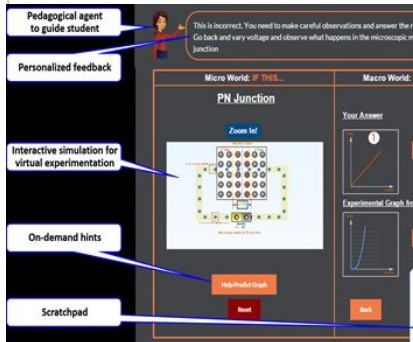 Pedagogical agent
to guide student
This is incorrect. You need to make careful observations and answer the
Go back and vary voltage and observe what happens in the microscopic m
junction
Personalized feedback
Micro World: IF THIS...
Macro World:
PN Junction
Your Answer
Zoom In!
1
Interactive simulation for
virtual experimentation
Experimental Graph fro
On-demand hints
Help Predict Graph
Scratchpad
Reset
Back